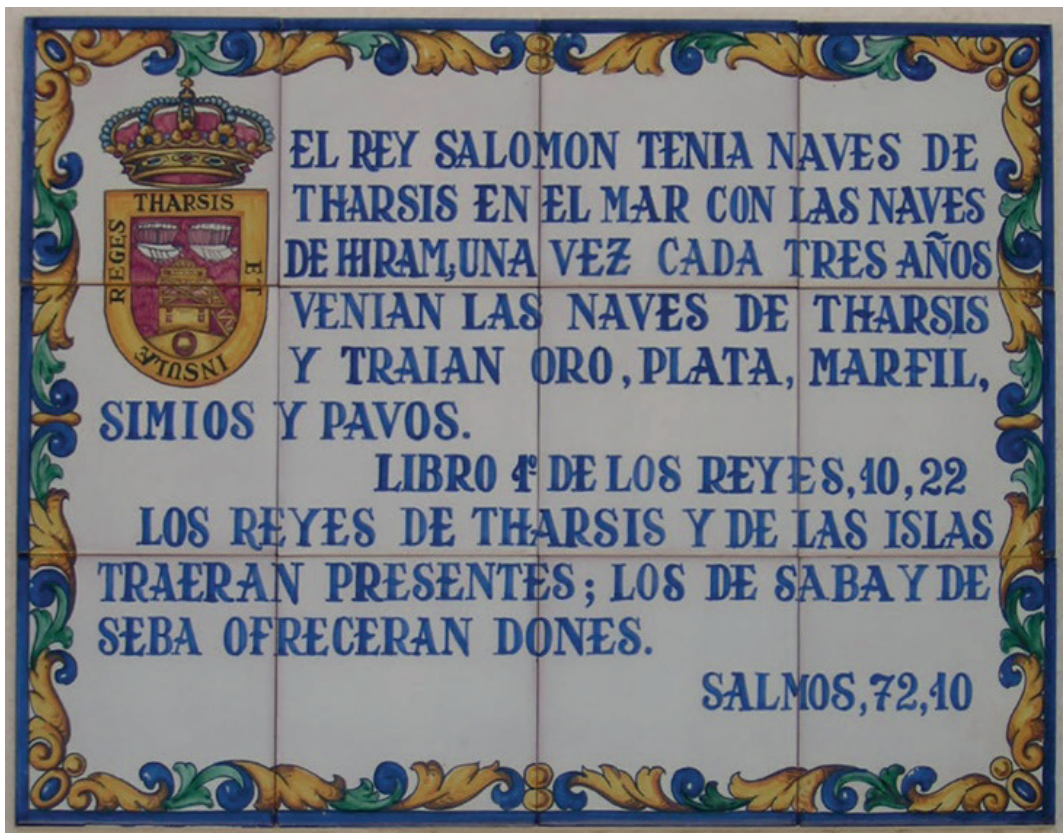 THARSIS
REGES
ET
INSULAE
EL REY SALOMON TENIA NAVES DE
THARSIS EN EL MAR CON LAS NAVES
DE HIRAM, UNA VEZ CADA TRES AÑOS
VENIAN LAS NAVES DE THARSIS
Y TRAIAN ORO, PLATA, MARFIL,
SIMIOS Y PAVOS.
LIBRO 1º DE LOS REYES, 10, 22
LOS REYES DE THARSIS Y DE LAS ISLAS
TRAERAN PRESENTES; LOS DE SABA Y DE
SEBA OFRECERAN DONES.
SALMOS, 72, 10